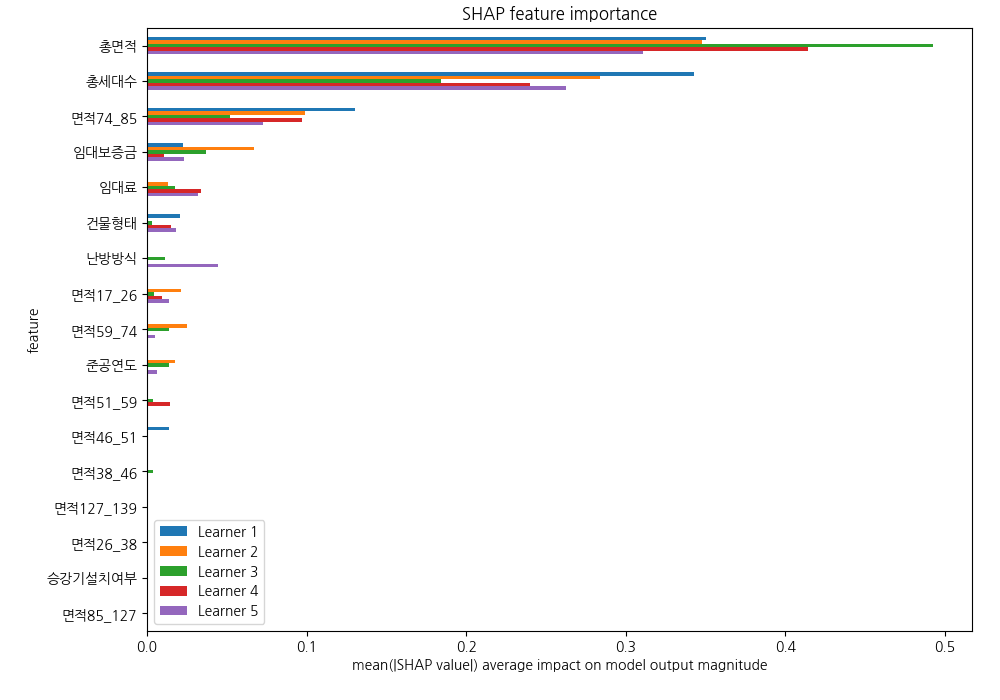 SHAP feature importance
총면적
총세대수
면적74_85
임대보증금
임대료
건물형태
난방방식
면적17_26
면적59_74
준공연도
면적51_59
면적46_51
면적38_46
면적127_139
면적26_38
승강기설치여부
면적85_127
feature
Learner 1
Learner 2
Learner 3
Learner 4
Learner 5
0.0 0.1 0.2 0.3 0.4 0.5
mean(|SHAP value|) average impact on model output magnitude